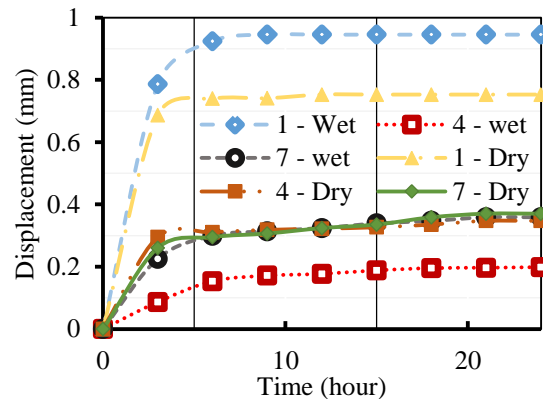 1
0.8
0.6
0.4
0.2
0
Displacement (mm)
1 - Wet
4 - wet
7 - wet
1 - Dry
4 - Dry
7 - Dry
0
10
20
Time (hour)